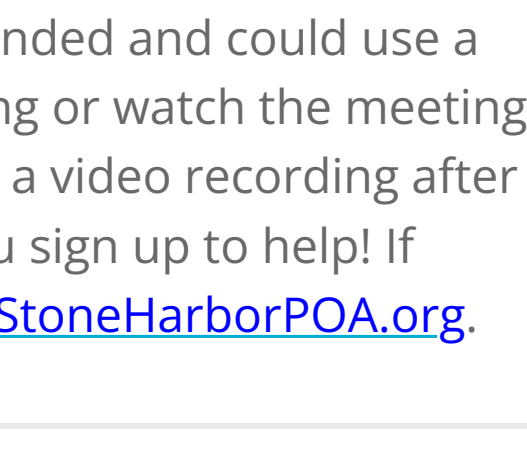 nded and could use a
ng or watch the meeting
a video recording after
u sign up to help! If
StoneHarborPOA.org.